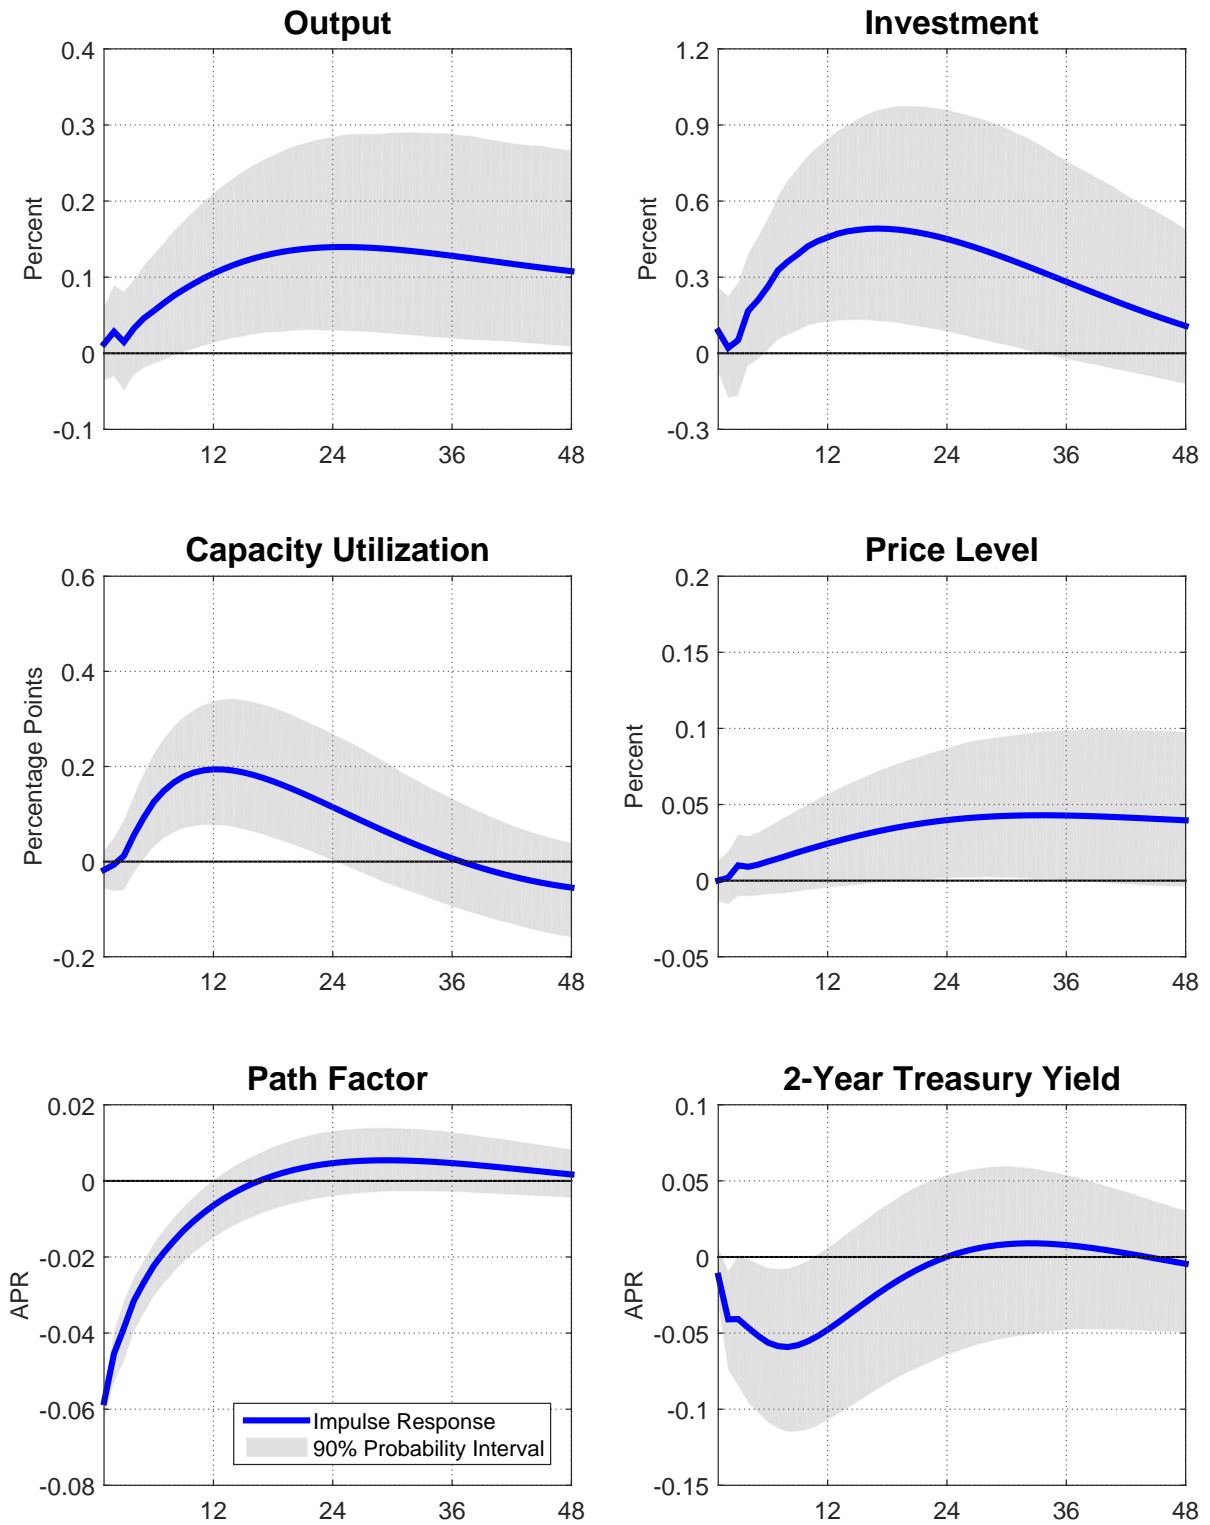 Output
0.4
0.3
0.2
0.1
0
-0.1
Percent
12 24 36 48
Investment
1.2
0.9
0.6
0.3
0
-0.3
Percent
12 24 36 48
Capacity Utilization
0.6
0.4
0.2
0
-0.2
Percentage Points
12 24 36 48
Price Level
0.2
0.15
0.1
0.05
0
-0.05
Percent
12 24 36 48
Path Factor
0.02
0
-0.02
-0.04
-0.06
-0.08
APR
Impulse Response
90% Probability Interval
12 24 36 48
2-Year Treasury Yield
0.1
0.05
0
-0.05
-0.1
-0.15
APR
12 24 36 48